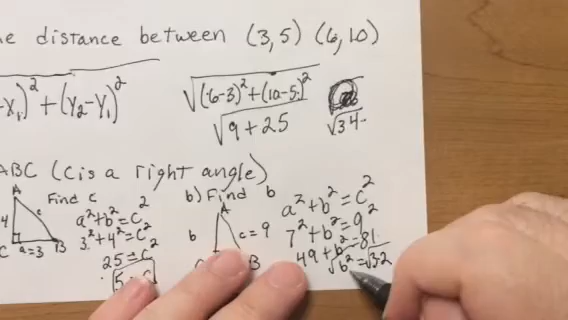 e distance between (3,5) (6,10)
-x₁)² + (y₂-y₁)²
√(6-3)² + (10-5)²
√9+25
√34
ABC (C is a right angle)
Find c
A
4
c
C
a=3
B
a²+b²=c²
3²+4²=c²
25=c²
5=c
b) Find b
A
b
c=9
B
a²+b²=c²
7²+b²=9²
49+b²=81
√b²=√32